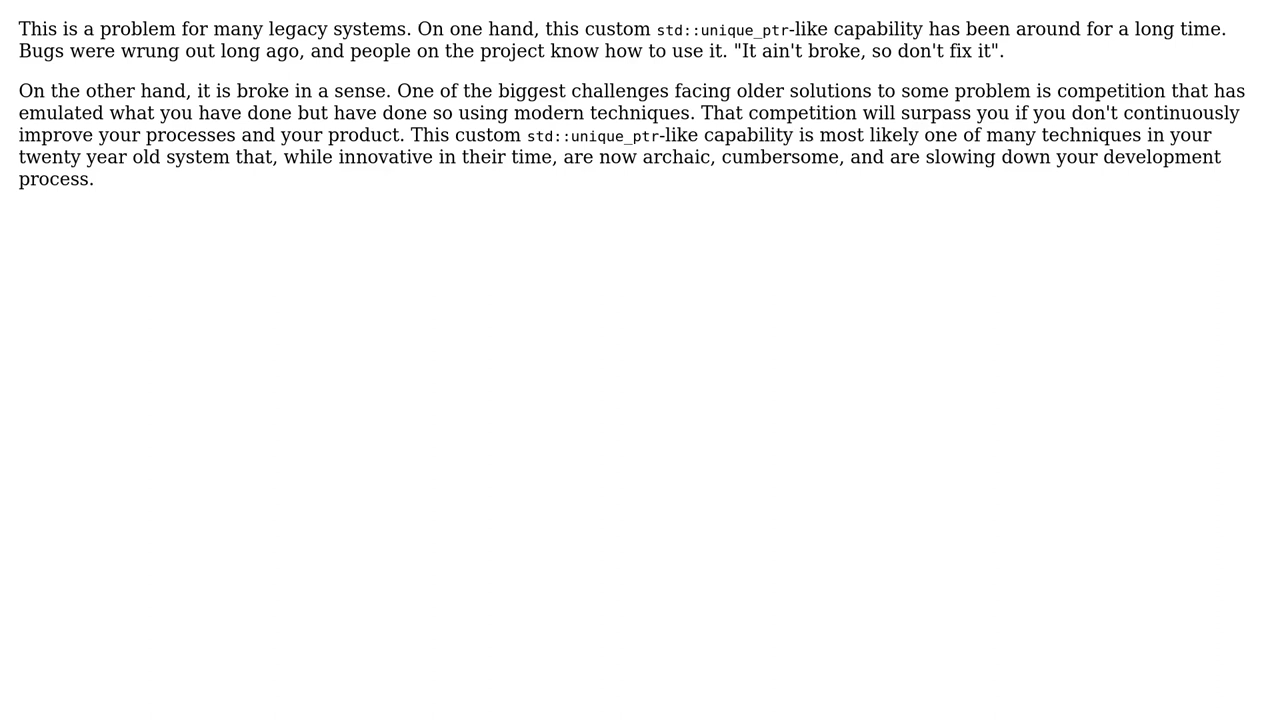 This is a problem for many legacy systems. On one hand, this custom std::unique_ptr-like capability has been around for a long time.
Bugs were wrung out long ago, and people on the project know how to use it. "It ain't broke, so don't fix it".
On the other hand, it is broke in a sense. One of the biggest challenges facing older solutions to some problem is competition that has
emulated what you have done but have done so using modern techniques. That competition will surpass you if you don't continuously
improve your processes and your product. This custom std::unique_ptr-like capability is most likely one of many techniques in your
twenty year old system that, while innovative in their time, are now archaic, cumbersome, and are slowing down your development
process.